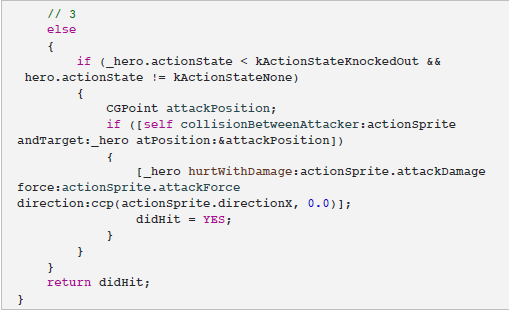 // 3
else
{
if (_hero.actionState < kActionStateKnockedOut &&
hero.actionState != kActionStateNone)
{
CGPoint attackPosition;
if ([self collisionBetweenAttacker:actionSprite
andTarget:_hero atPosition:&attackPosition])
{
[_hero hurtWithDamage:actionSprite.attackDamage
force:actionSprite.attackForce
direction:ccp(actionSprite.directionX, 0.0)];
didHit = YES;
}
}
}
return didHit;
}